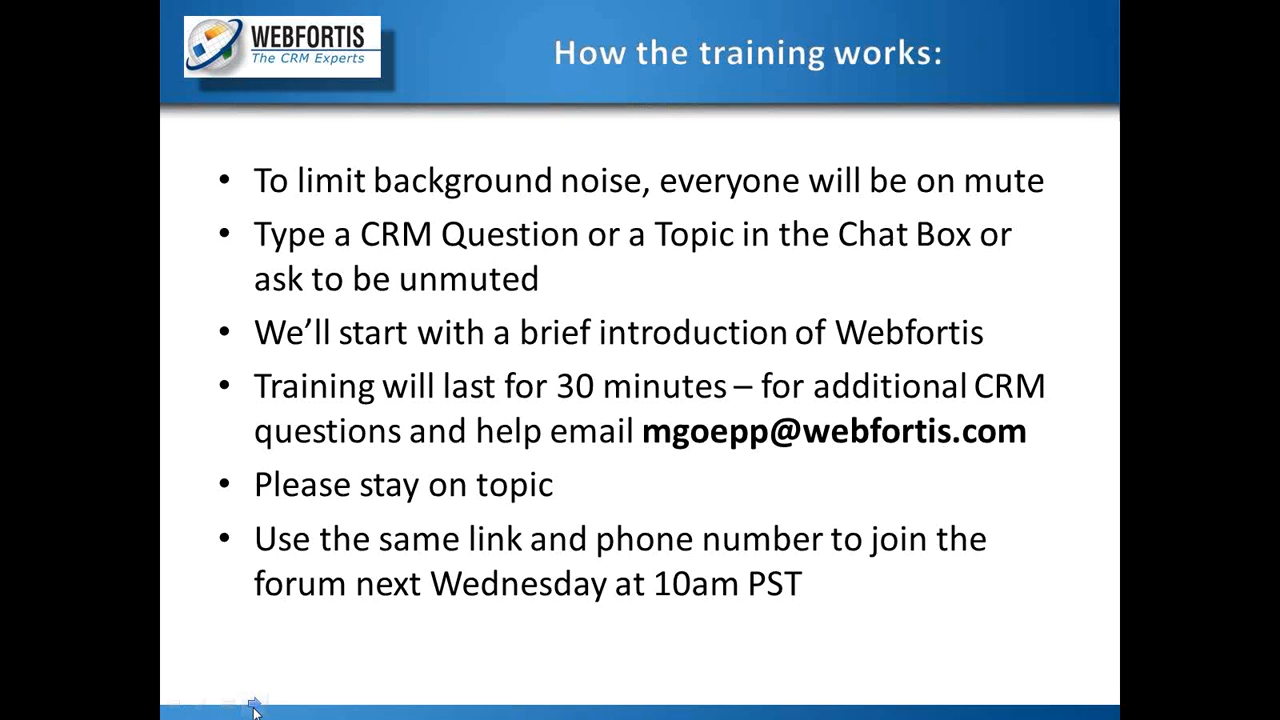 WEBFORTIS
The CRM Experts
How the training works:
• To limit background noise, everyone will be on mute
• Type a CRM Question or a Topic in the Chat Box or
ask to be unmuted
• We’ll start with a brief introduction of Webfortis
• Training will last for 30 minutes – for additional CRM
questions and help email mgoepp@webfortis.com
• Please stay on topic
• Use the same link and phone number to join the
forum next Wednesday at 10am PST